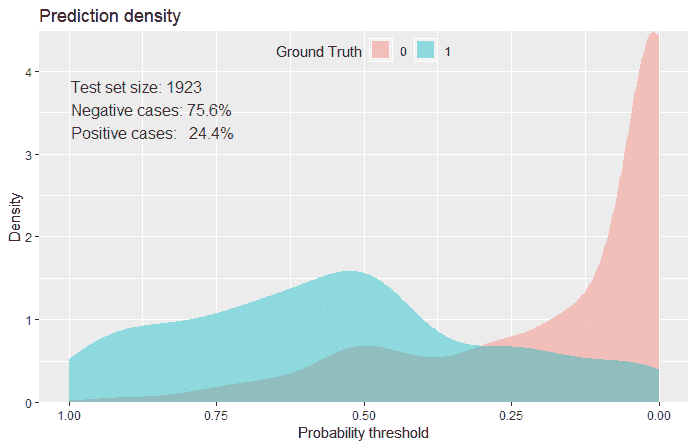 Prediction density
Ground Truth 0 1
Test set size: 1923
Negative cases: 75.6%
Positive cases: 24.4%
Density
4
3
2
1
0
1.00 0.75 0.50 0.25 0.00
Probability threshold